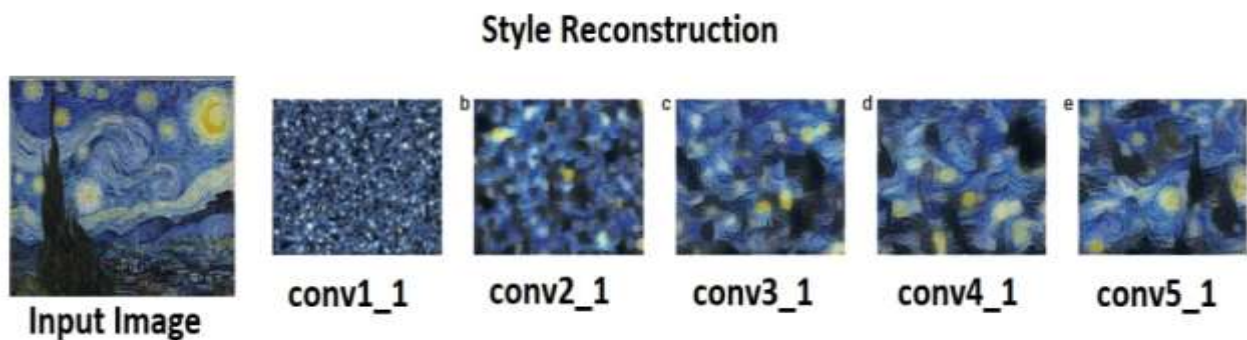 Style Reconstruction
b
c
d
e
conv1_1
conv2_1
conv3_1
conv4_1
conv5_1
Input Image